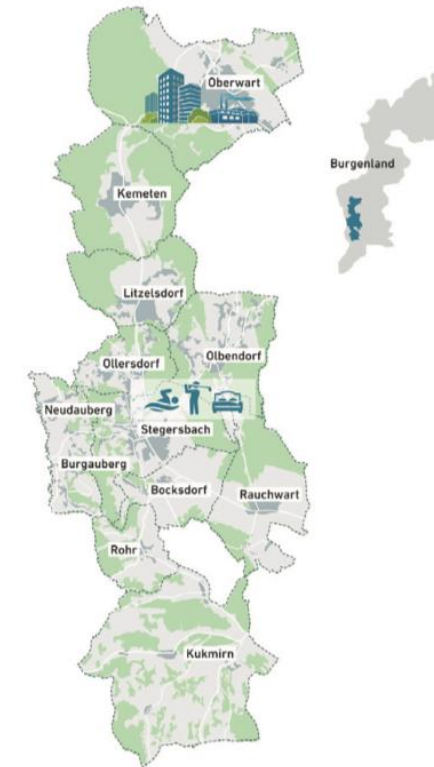 Oberwart
Burgenland
Kemeten
Litzelsdorf
Ollersdorf
Olbendorf
Neudauberg
Stegersbach
Burgauberg
Bocksdorf
Rauchwart
Rohr
Kukmirn